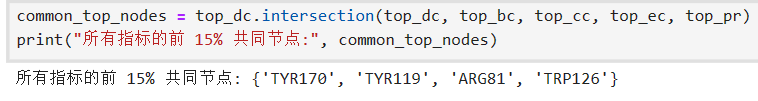 common_top_nodes = top_dc.intersection(top_dc, top_bc, top_cc, top_ec, top_pr)
print("所有指标的前 15% 共同节点:", common_top_nodes)
所有指标的前 15% 共同节点: {'TYR170', 'TYR119', 'ARG81', 'TRP126'}